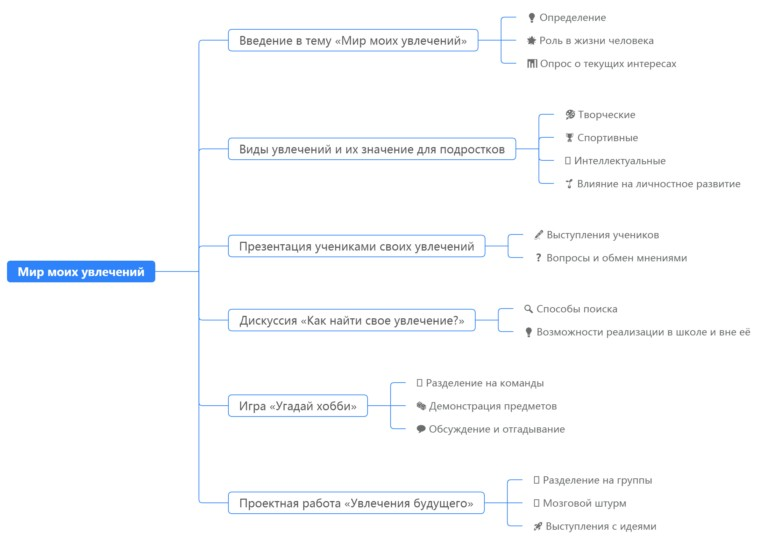 Мир моих увлечений
Введение в тему «Мир моих увлечений»
Определение
Роль в жизни человека
Опрос о текущих интересах
Виды увлечений и их значение для подростков
Творческие
Спортивные
Интеллектуальные
Влияние на личностное развитие
Презентация учениками своих увлечений
Выступления учеников
? Вопросы и обмен мнениями
Дискуссия «Как найти свое увлечение?»
Способы поиска
Возможности реализации в школе и вне её
Игра «Угадай хобби»
Разделение на команды
Демонстрация предметов
Обсуждение и отгадывание
Проектная работа «Увлечения будущего»
Разделение на группы
Мозговой штурм
Выступления с идеями